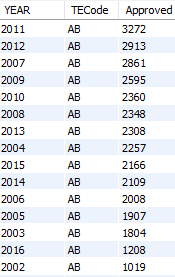 YEAR TECode Approved
2011 AB 3272
2012 AB 2913
2007 AB 2861
2009 AB 2595
2010 AB 2360
2008 AB 2348
2013 AB 2308
2004 AB 2257
2015 AB 2166
2014 AB 2109
2006 AB 2008
2005 AB 1907
2003 AB 1804
2016 AB 1208
2002 AB 1019